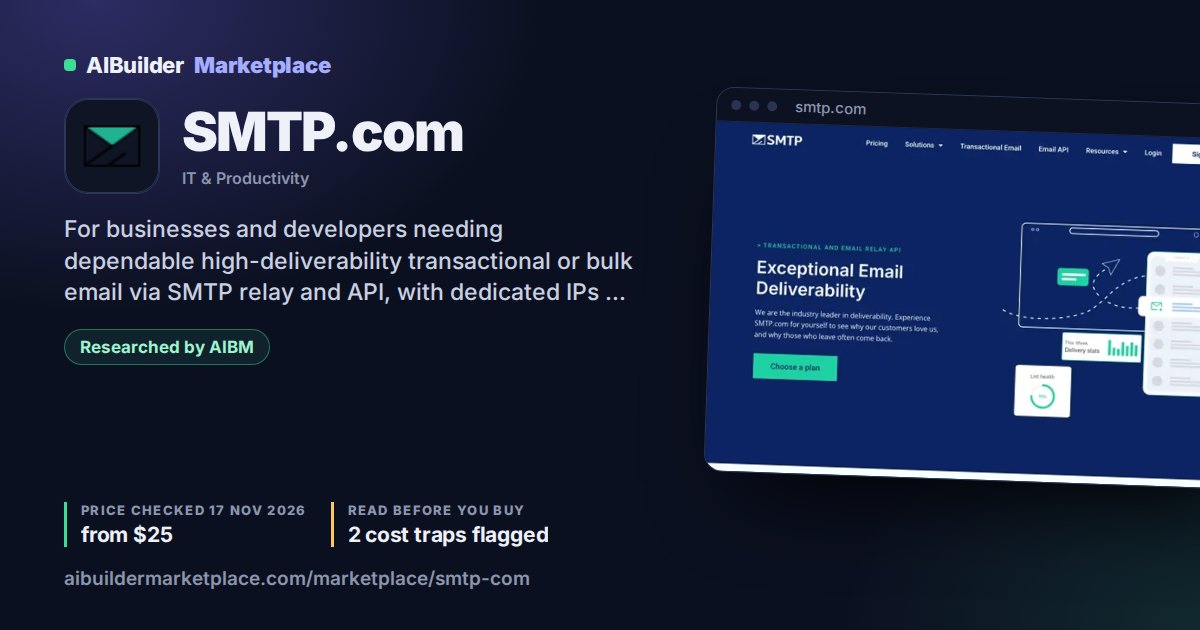 AIBuilder Marketplace
SMTP.com
IT & Productivity
For businesses and developers needing
dependable high-deliverability transactional or bulk
email via SMTP relay and API, with dedicated IPs ...
Researched by AIBM
PRICE CHECKED 17 NOV 2026
from $25
READ BEFORE YOU BUY
2 cost traps flagged
aibuildermarketplace.com/marketplace/smtp-com
smtp.com
SMTP
Pricing
Solutions
Transactional Email
Email API
Resources
Login
> TRANSACTIONAL AND EMAIL RELAY API
Exceptional Email
Deliverability
We are the industry leader in deliverability. Experience
SMTP.com for yourself to see why our customers love us,
and why those who leave often come back.
Choose a plan
This Week
Delivery stats
List health